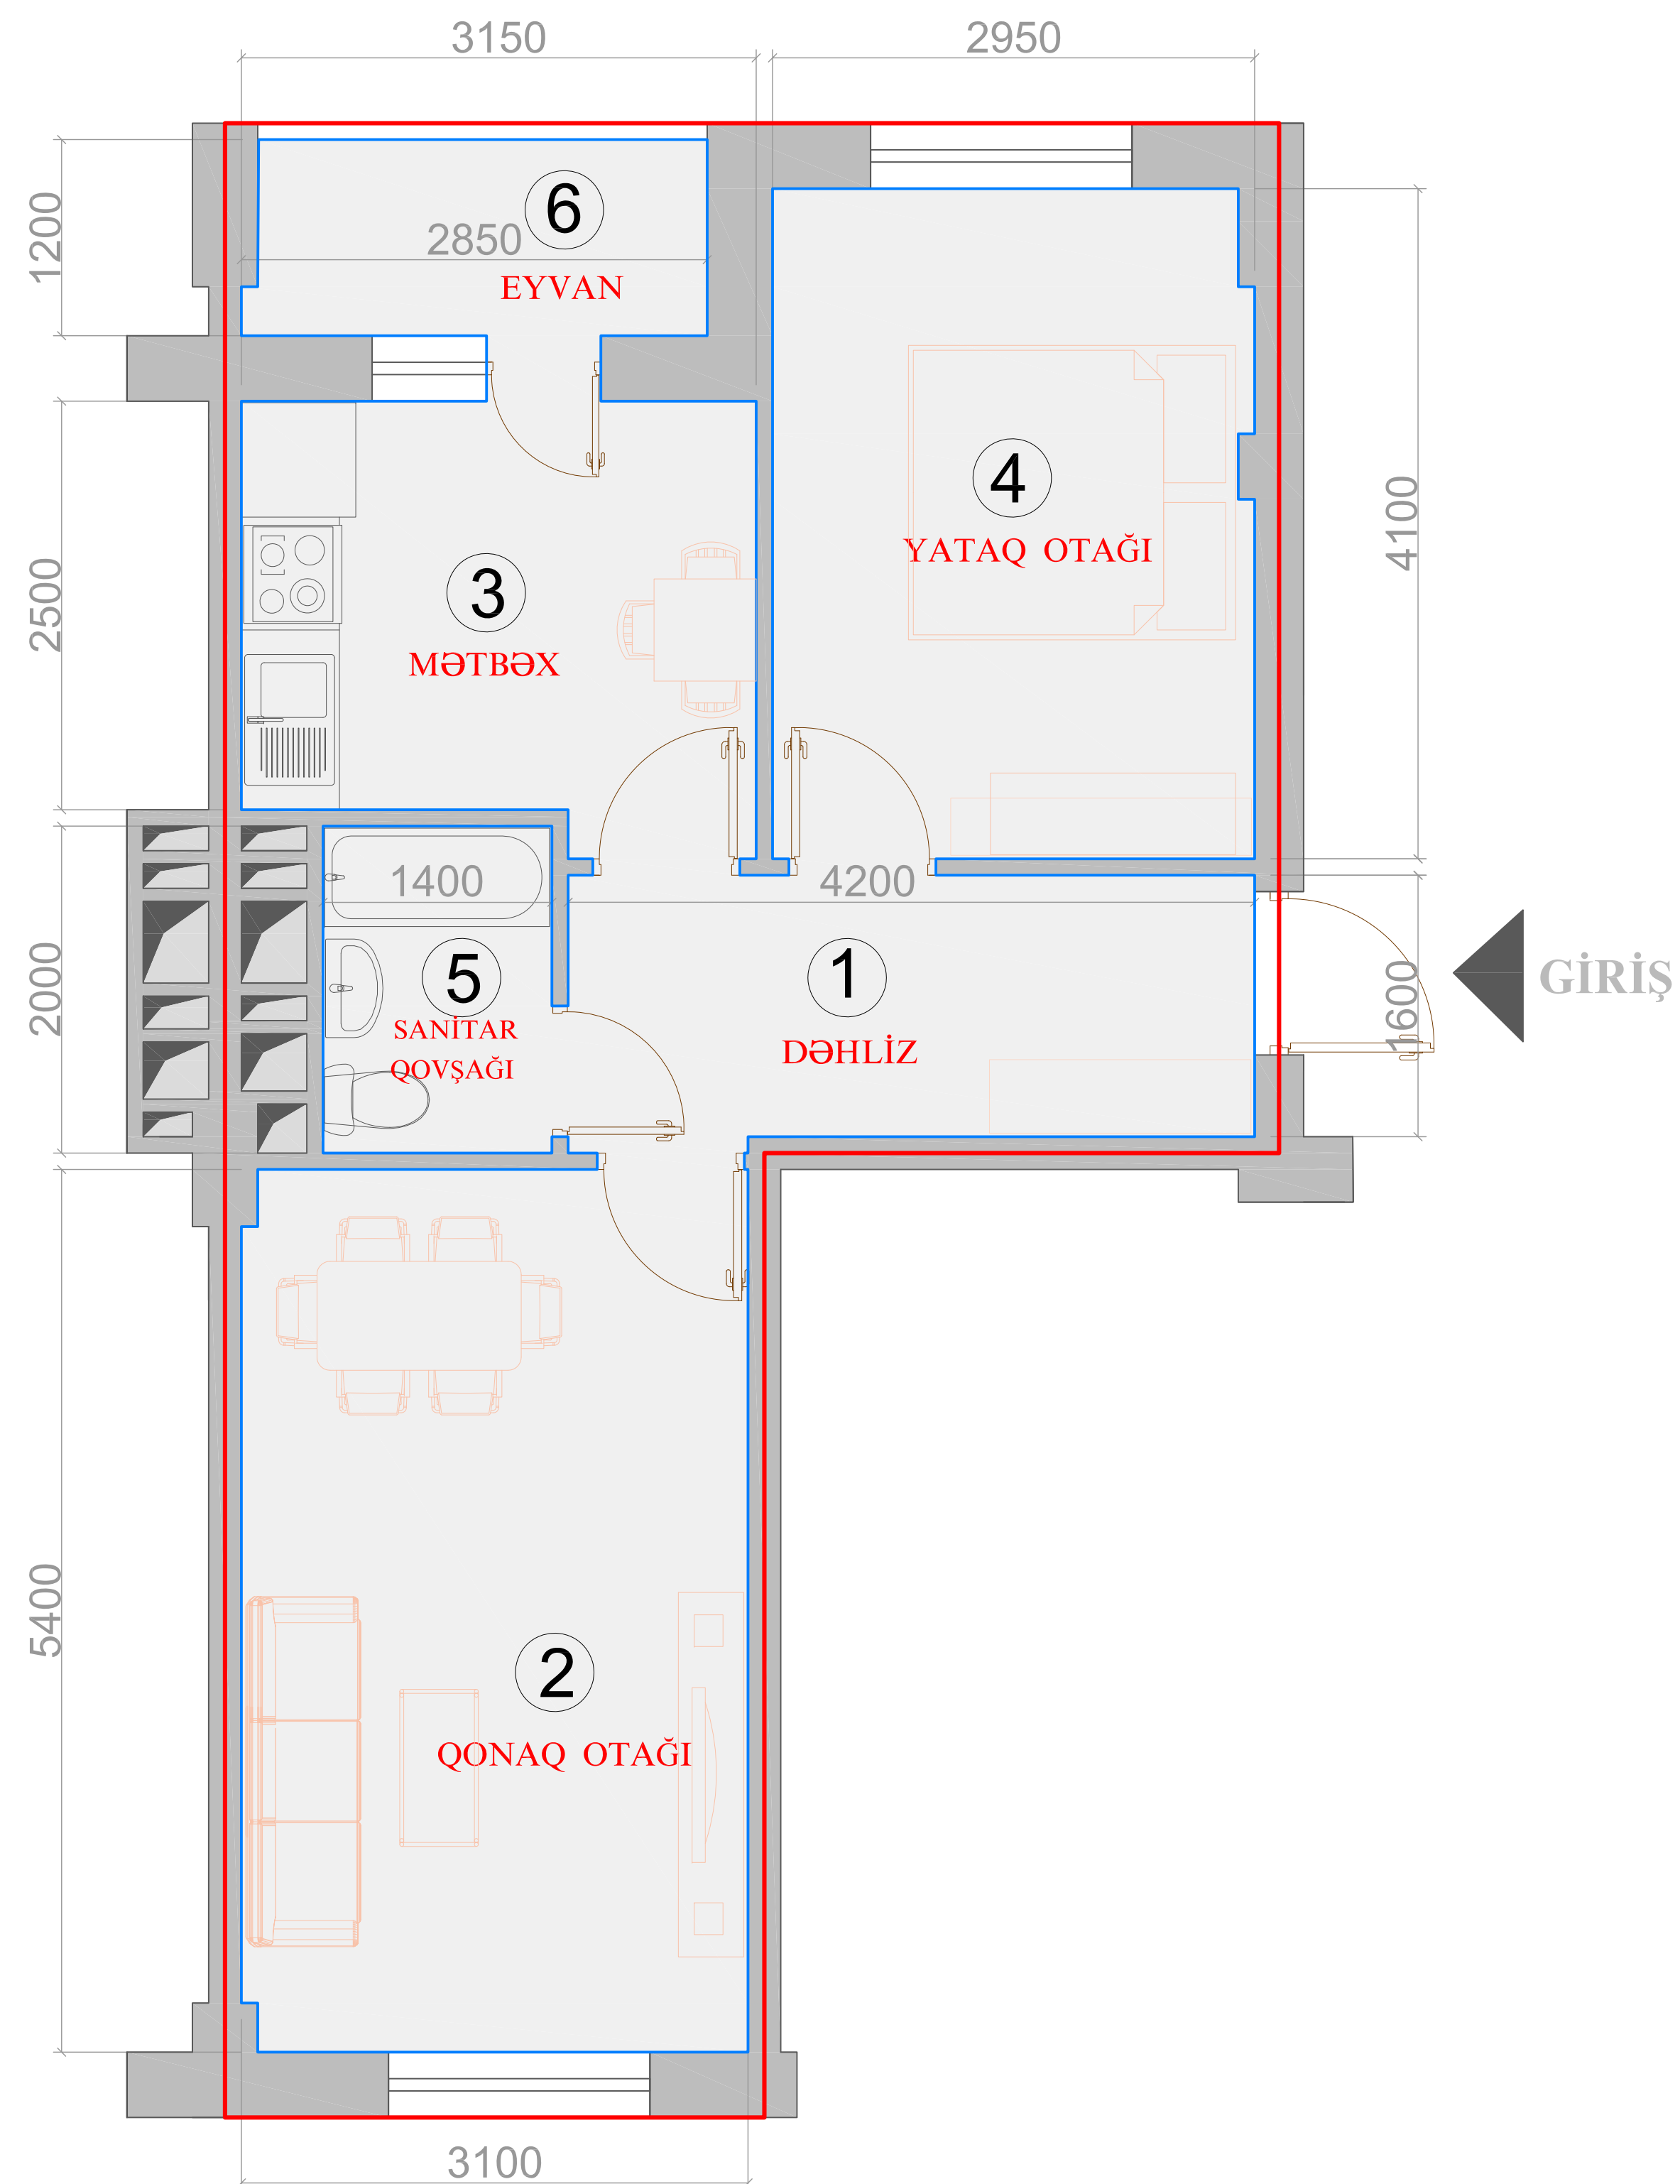 3150
2950
1200
6
2850
EYVAN
4
YATAQ OTAĞI
4100
2500
3
MƏTBƏX
1400
4200
2000
5
SANİTAR
QOVŞAĞI
1
DƏHLİZ
1600
GİRİŞ
5400
2
QONAQ OTAĞI
3100